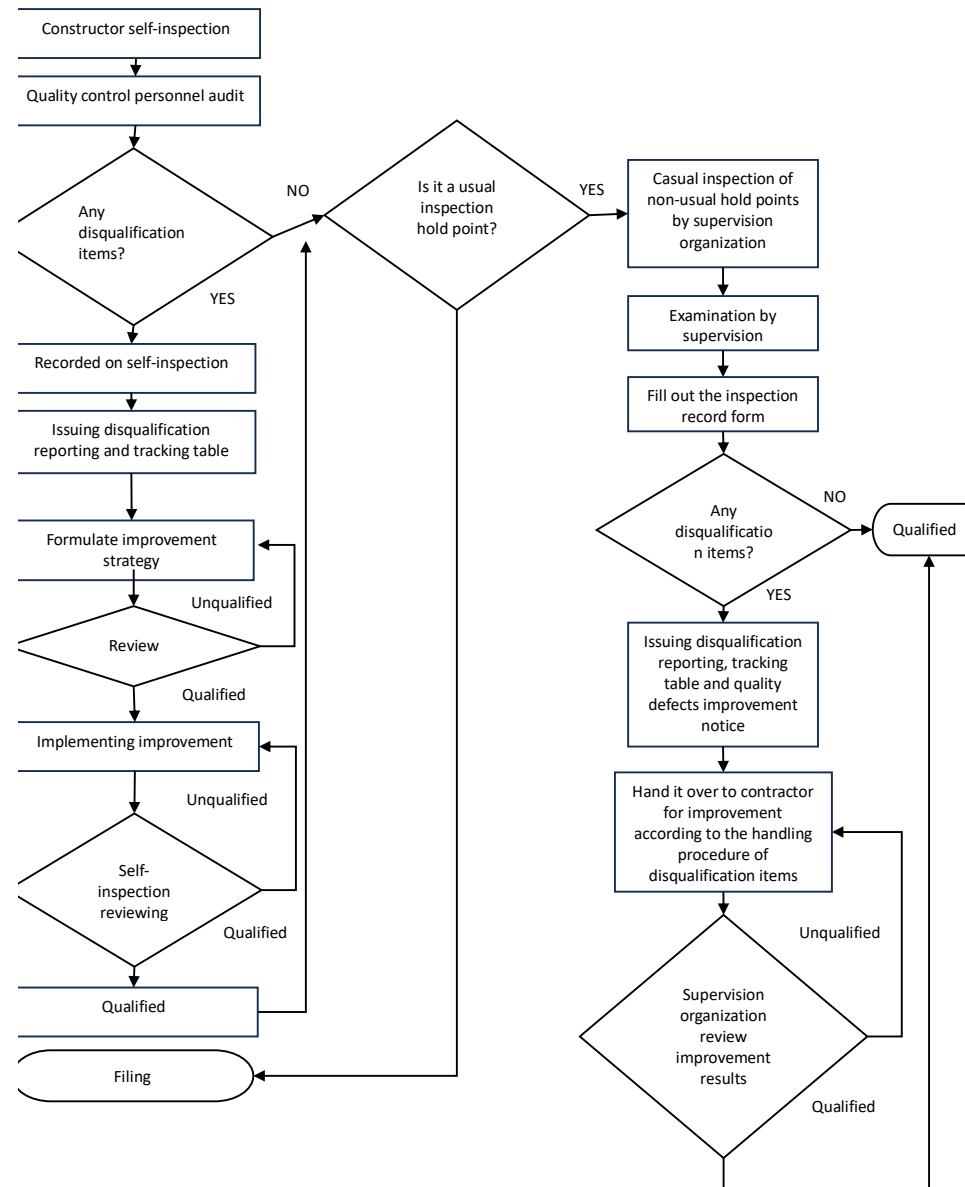 Constructor self-inspection
Quality control personnel audit
Any
disqualification
items?
NO
YES
Recorded on self-inspection
Issuing disqualification
reporting and tracking table
Formulate improvement
strategy
Unqualified
Review
Qualified
Implementing improvement
Unqualified
Self-
inspection
reviewing
Qualified
Qualified
Filing
Is it a usual
inspection
hold point?
YES
Casual inspection of
non-usual hold points
by supervision
organization
Examination by
supervision
Fill out the inspection
record form
Any
disqualificatio
n items?
NO
Qualified
YES
Issuing disqualification
reporting, tracking
table and quality
defects improvement
notice
Hand it over to contractor
for improvement
according to the handling
procedure of
disqualification items
Unqualified
Supervision
organization
review
improvement
results
Qualified